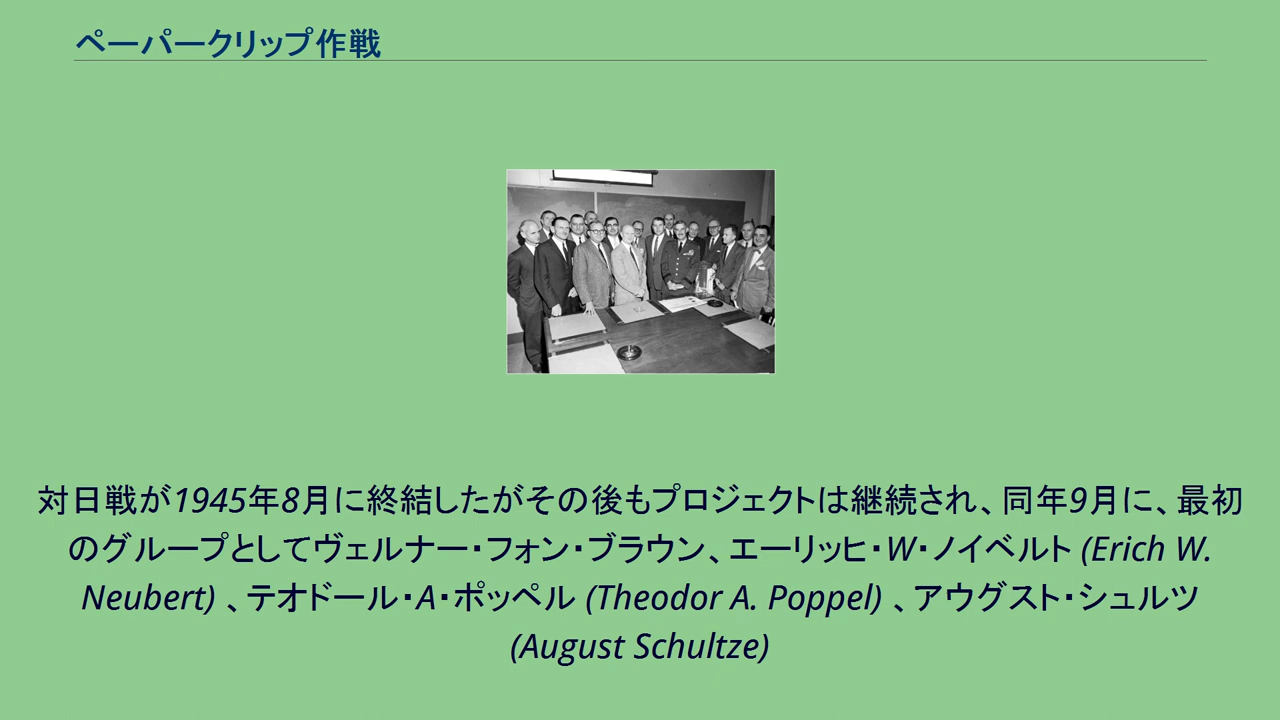 ペーパークリップ作戦
対日戦が1945年8月に終結したがその後もプロジェクトは継続され、同年9月に、最初
のグループとしてヴェルナー・フォン・ブラウン、エーリッヒ・W・ノイベルト (Erich W.
Neubert) 、テオドール・A・ポッペル (Theodor A. Poppel) 、アウグスト・シュルツ
(August Schultze)